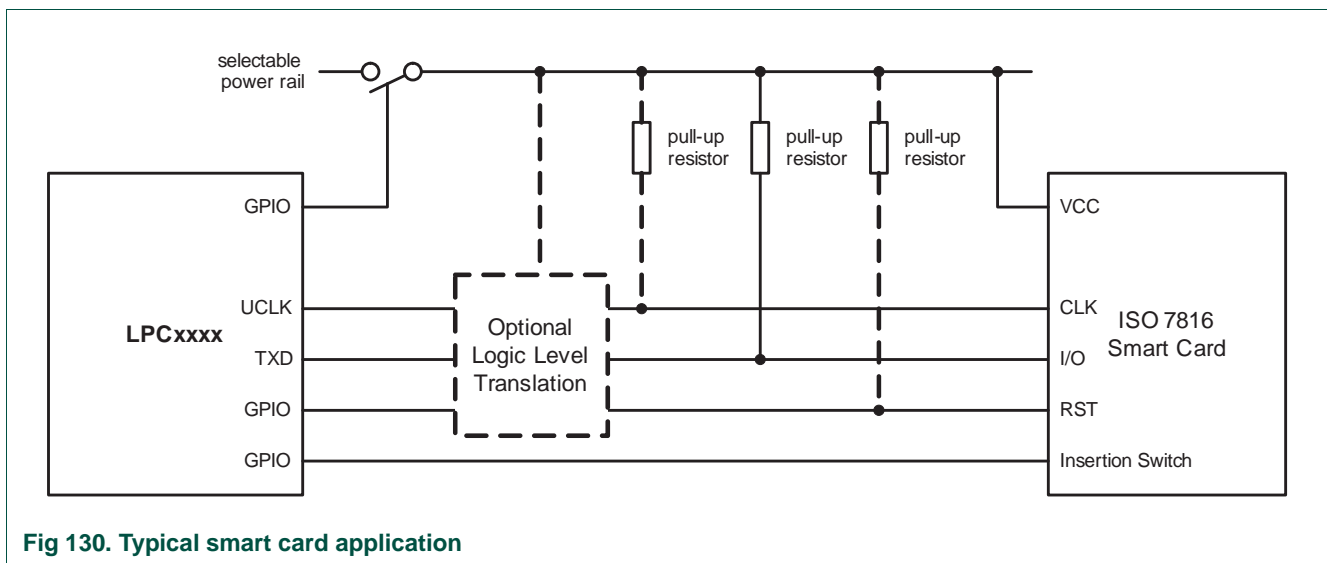 selectable
power rail
pull-up
resistor
pull-up
resistor
pull-up
resistor
GPIO
VCC
UCLK
CLK
LPCxxxx
Optional
Logic Level
Translation
ISO 7816
Smart Card
TXD
I/O
GPIO
RST
GPIO
Insertion Switch
Fig 130. Typical smart card application